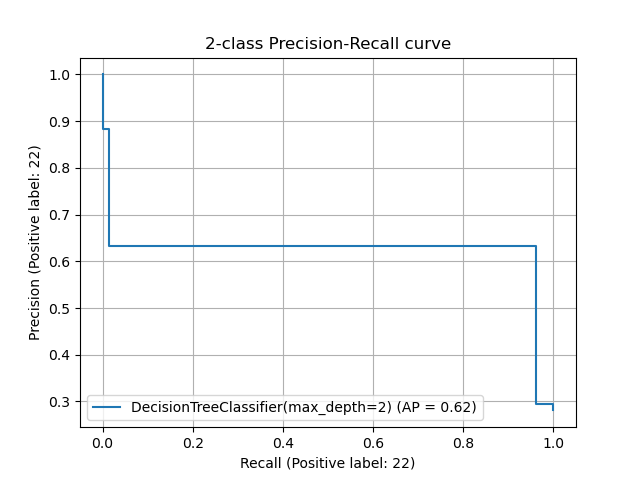 2-class Precision-Recall curve
1.0
0.9
0.8
0.7
0.6
0.5
0.4
0.3
Precision (Positive label: 22)
DecisionTreeClassifier(max_depth=2) (AP = 0.62)
0.0 0.2 0.4 0.6 0.8 1.0
Recall (Positive label: 22)